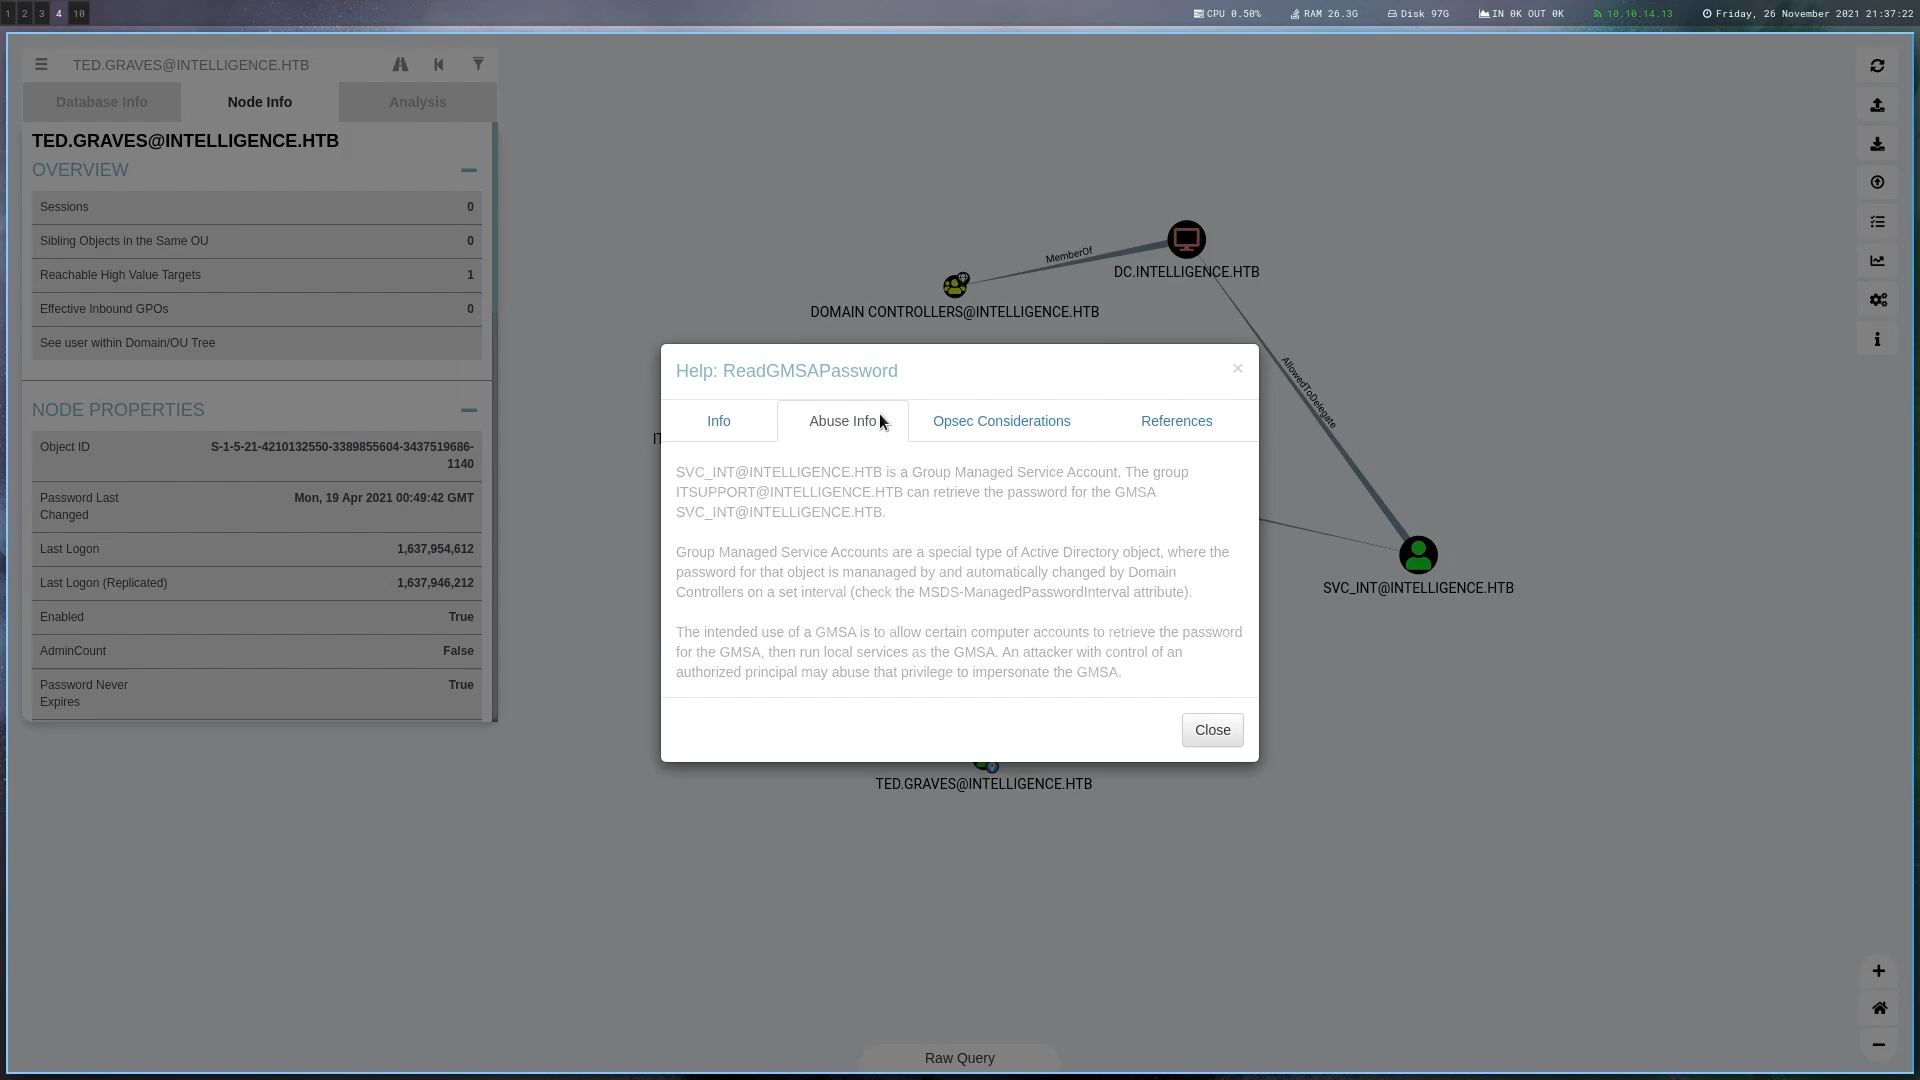 1 2 3 4 10
CPU 0.50%
RAM 26.3G
Disk 97G
IN 0K OUT 0K
10.10.14.13
Friday, 26 November 2021 21:37:22
TED.GRAVES@INTELLIGENCE.HTB
Database Info
Node Info
Analysis
TED.GRAVES@INTELLIGENCE.HTB
OVERVIEW
Sessions 0
Sibling Objects in the Same OU 0
Reachable High Value Targets 1
Effective Inbound GPOs 0
See user within Domain/OU Tree
NODE PROPERTIES
Object ID S-1-5-21-4210132550-3389855604-3437519686-
1140
Password Last Mon, 19 Apr 2021 00:49:42 GMT
Changed
Last Logon 1,637,954,612
Last Logon (Replicated) 1,637,946,212
Enabled True
AdminCount False
Password Never True
Expires
MemberOf
DC.INTELLIGENCE.HTB
DOMAIN CONTROLLERS@INTELLIGENCE.HTB
AllowedToDelegate
IT
SVC_INT@INTELLIGENCE.HTB
Help: ReadGMSAPassword
×
Info
Abuse Info
Opsec Considerations
References
SVC_INT@INTELLIGENCE.HTB is a Group Managed Service Account. The group
ITSUPPORT@INTELLIGENCE.HTB can retrieve the password for the GMSA
SVC_INT@INTELLIGENCE.HTB.
Group Managed Service Accounts are a special type of Active Directory object, where the
password for that object is mananaged by and automatically changed by Domain
Controllers on a set interval (check the MSDS-ManagedPasswordInterval attribute).
The intended use of a GMSA is to allow certain computer accounts to retrieve the password
for the GMSA, then run local services as the GMSA. An attacker with control of an
authorized principal may abuse that privilege to impersonate the GMSA.
Close
TED.GRAVES@INTELLIGENCE.HTB
Raw Query